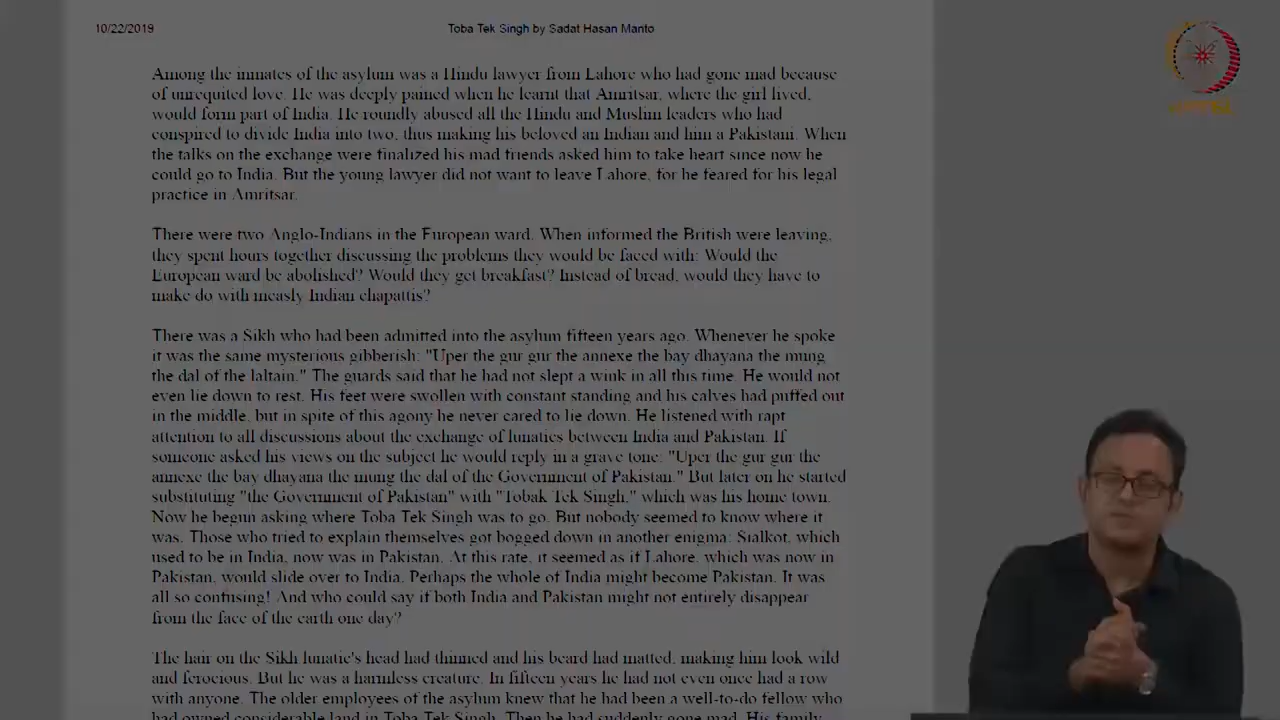 10/22/2019 Toba Tek Singh by Sadat Hasan Manto
Among the inmates of the asylum was a Hindu lawyer from Lahore who had gone mad because
of unrequited love. He was deeply pained when he learnt that Amritsar, where the girl lived,
would form part of India. He roundly abused all the Hindu and Muslim leaders who had
conspired to divide India into two, thus making his beloved an Indian and him a Pakistani. When
the talks on the exchange were finalized his mad friends asked him to take heart since now he
could go to India. But the young lawyer did not want to leave Lahore, for he feared for his legal
practice in Amritsar.
There were two Anglo-Indians in the European ward. When informed the British were leaving,
they spent hours together discussing the problems they would be faced with: Would the
European ward be abolished? Would they get breakfast? Instead of bread, would they have to
make do with measly Indian chapattis?
There was a Sikh who had been admitted into the asylum fifteen years ago. Whenever he spoke
it was the same mysterious gibberish: "Uper the gur gur the annexe the bay dhayana the mung
the dal of the laltain." The guards said that he had not slept a wink in all this time. He would not
even lie down to rest. His feet were swollen with constant standing and his calves had puffed out
in the middle, but in spite of this agony he never cared to lie down. He listened with rapt
attention to all discussions about the exchange of lunatics between India and Pakistan. If
someone asked his views on the subject he would reply in a grave tone: "Uper the gur gur the
annexe the bay dhayana the mung the dal of the Government of Pakistan." But later on he started
substituting "the Government of Pakistan" with "Tobak Tek Singh," which was his home town.
Now he begun asking where Toba Tek Singh was to go. But nobody seemed to know where it
was. Those who tried to explain themselves got bogged down in another enigma: Sialkot, which
used to be in India, now was in Pakistan. At this rate, it seemed as if Lahore, which was now in
Pakistan, would slide over to India. Perhaps the whole of India might become Pakistan. It was
all so confusing! And who could say if both India and Pakistan might not entirely disappear
from the face of the earth one day?
The hair on the Sikh lunatic's head had thinned and his beard had matted, making him look wild
and ferocious. But he was a harmless creature. In fifteen years he had not even once had a row
with anyone. The older employees of the asylum knew that he had been a well-to-do fellow who
had owned considerable land in Toba Tek Singh. Then he had suddenly gone mad. His family